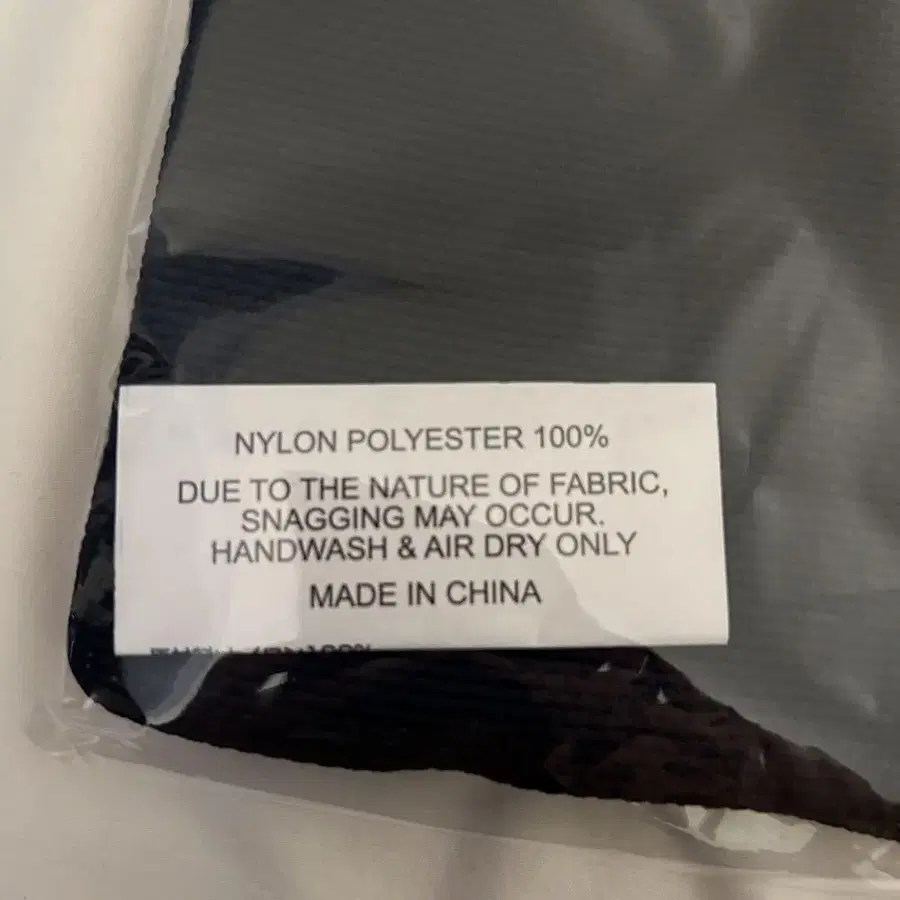 NYLON POLYESTER 100%
DUE TO THE NATURE OF FABRIC,
SNAGGING MAY OCCUR.
HANDWASH & AIR DRY ONLY
MADE IN CHINA